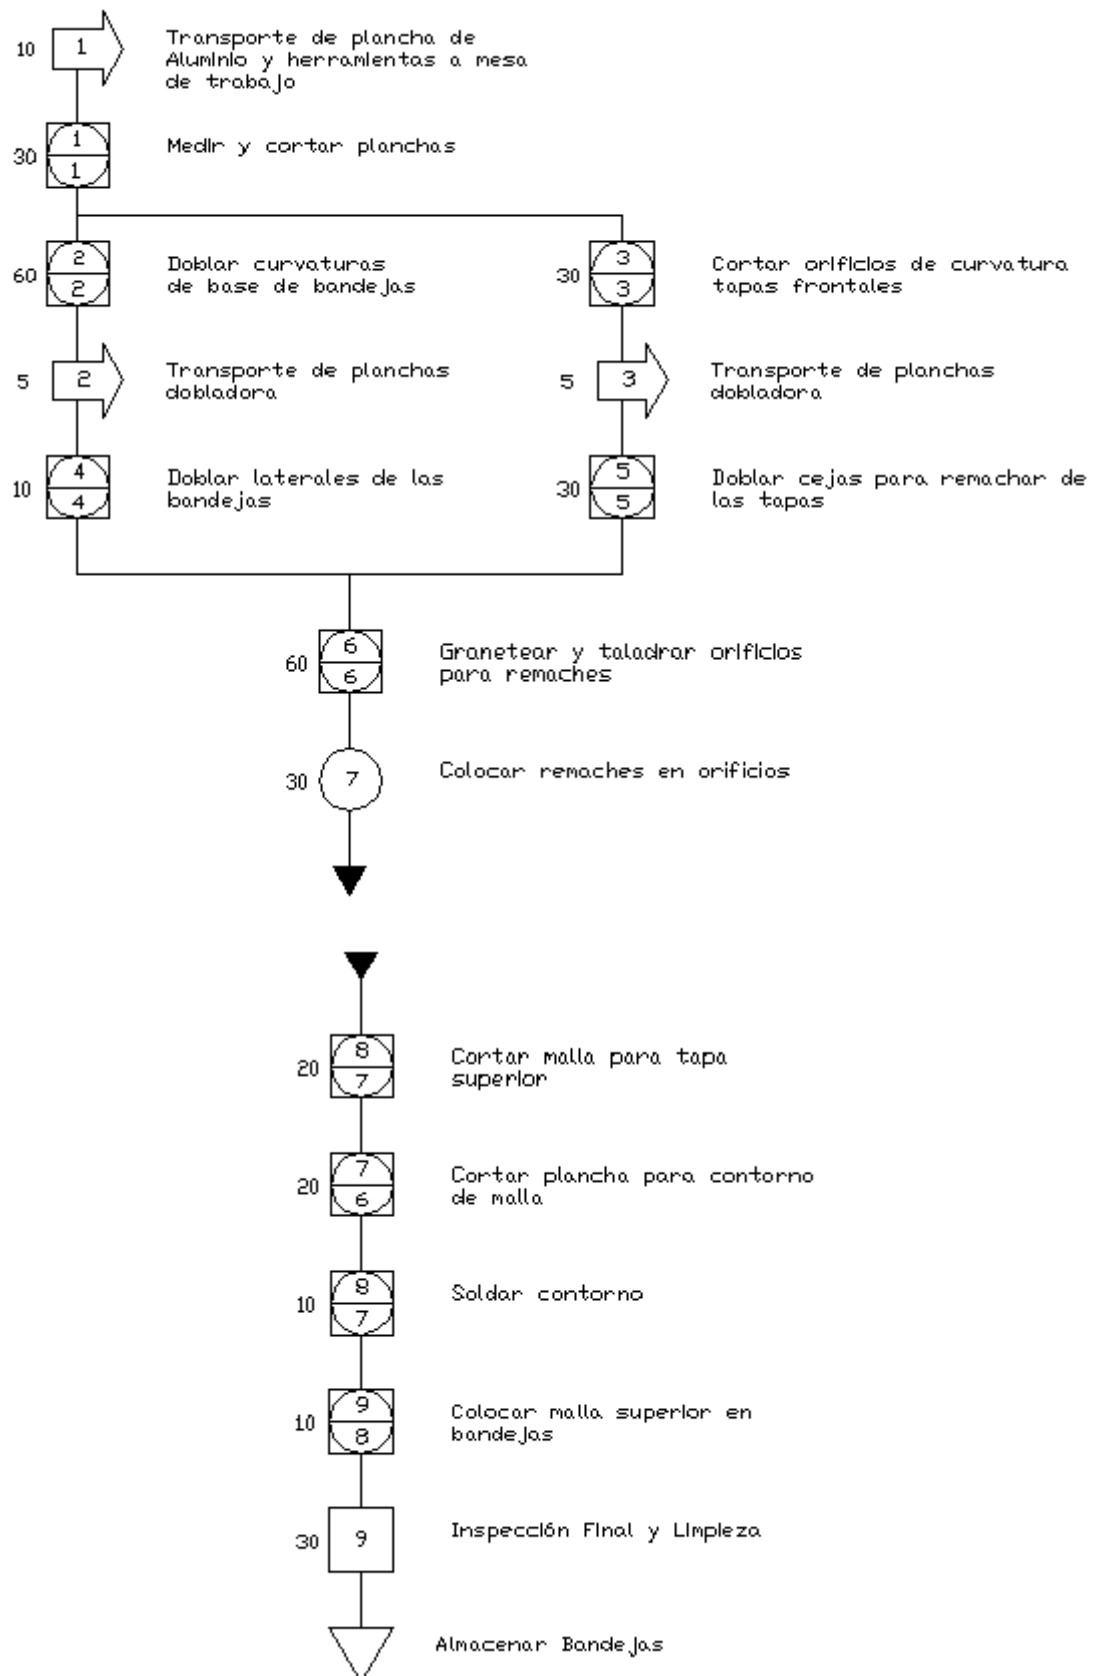 10
1
Transporte de plancha de
Aluminio y herramientas a mesa
de trabajo
30
1
1
Medir y cortar planchas
60
2
2
Doblar curvaturas
de base de bandejas
30
3
3
Cortar orificios de curvatura
tapas frontales
5
2
Transporte de planchas
dobladora
5
3
Transporte de planchas
dobladora
10
4
4
Doblar laterales de las
bandejas
30
5
5
Doblar cejas para remachar de
las tapas
60
6
6
Granetear y taladrar orificios
para remaches
30
7
Colocar remaches en orificios
20
8
7
Cortar malla para tapa
superior
20
7
6
Cortar plancha para contorno
de malla
10
8
7
Soldar contorno
10
9
8
Colocar malla superior en
bandejas
30
9
Inspección Final y Limpieza
Almacenar Bandejas